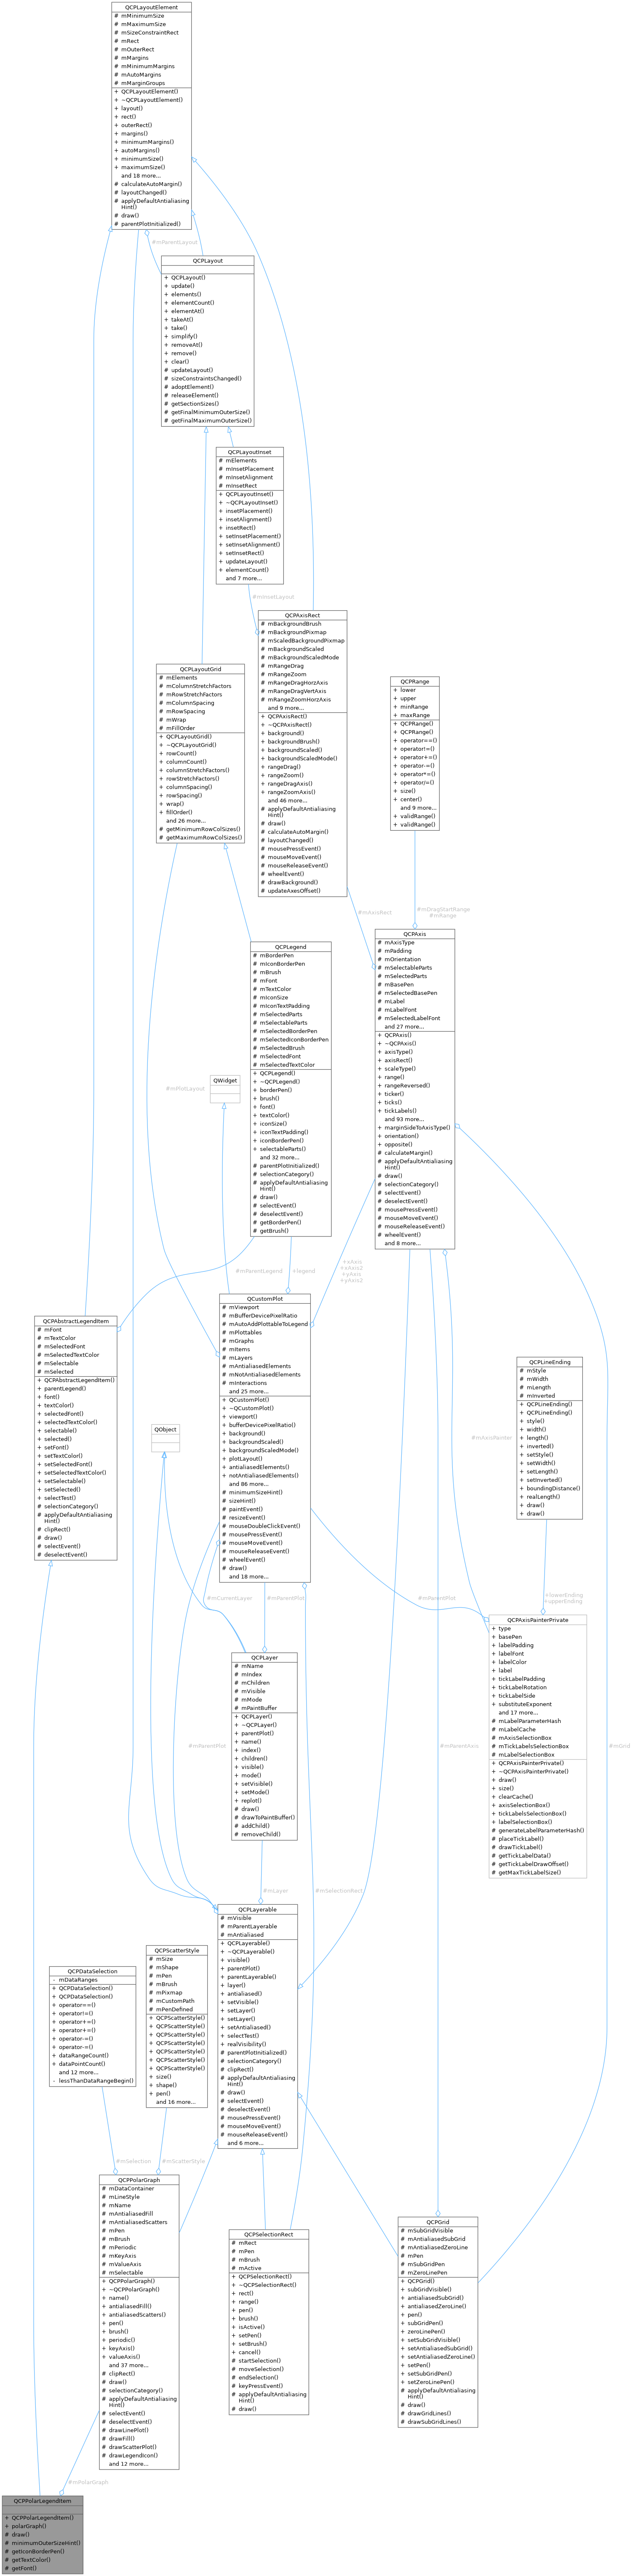 QCPLayoutElement
# mMinimumSize
# mMaximumSize
# mSizeConstraintRect
# mRect
# mOuterRect
# mMargins
# mMinimumMargins
# mAutoMargins
# mMarginGroups
+ QCPLayoutElement()
+ ~QCPLayoutElement()
+ layout()
+ rect()
+ outerRect()
+ margins()
+ minimumMargins()
+ autoMargins()
+ minimumSize()
+ maximumSize()
and 18 more...
# calculateAutoMargin()
# layoutChanged()
# applyDefaultAntialiasing
Hint()
# draw()
# parentPlotInitialized()
#mParentLayout
QCPLayout
+ QCPLayout()
+ update()
+ elements()
+ elementCount()
+ elementAt()
+ takeAt()
+ take()
+ simplify()
+ removeAt()
+ remove()
+ clear()
# updateLayout()
# sizeConstraintsChanged()
# adoptElement()
# releaseElement()
# getSectionSizes()
# getFinalMinimumOuterSize()
# getFinalMaximumOuterSize()
QCPLayoutInset
# mElements
# mInsetPlacement
# mInsetAlignment
# mInsetRect
+ QCPLayoutInset()
+ ~QCPLayoutInset()
+ insetPlacement()
+ insetAlignment()
+ insetRect()
+ setInsetPlacement()
+ setInsetAlignment()
+ setInsetRect()
+ updateLayout()
+ elementCount()
and 7 more...
#mInsetLayout
QCPAxisRect
# mBackgroundBrush
# mBackgroundPixmap
# mScaledBackgroundPixmap
# mBackgroundScaled
# mBackgroundScaledMode
# mRangeDrag
# mRangeZoom
# mRangeDragHorzAxis
# mRangeDragVertAxis
# mRangeZoomHorzAxis
and 9 more...
+ QCPAxisRect()
+ ~QCPAxisRect()
+ background()
+ backgroundBrush()
+ backgroundScaled()
+ backgroundScaledMode()
+ rangeDrag()
+ rangeZoom()
+ rangeDragAxis()
+ rangeZoomAxis()
and 46 more...
# applyDefaultAntialiasing
Hint()
# draw()
# calculateAutoMargin()
# layoutChanged()
# mousePressEvent()
# mouseMoveEvent()
# mouseReleaseEvent()
# wheelEvent()
# drawBackground()
# updateAxesOffset()
QCPLayoutGrid
# mElements
# mColumnStretchFactors
# mRowStretchFactors
# mColumnSpacing
# mRowSpacing
# mWrap
# mFillOrder
+ QCPLayoutGrid()
+ ~QCPLayoutGrid()
+ rowCount()
+ columnCount()
+ columnStretchFactors()
+ rowStretchFactors()
+ columnSpacing()
+ rowSpacing()
+ wrap()
+ fillOrder()
and 26 more...
# getMinimumRowColSizes()
# getMaximumRowColSizes()
QCPRange
+ lower
+ upper
+ minRange
+ maxRange
+ QCPRange()
+ QCPRange()
+ operator==()
+ operator!=()
+ operator+=()
+ operator-=()
+ operator*=()
+ operator/=()
+ size()
+ center()
and 9 more...
+ validRange()
+ validRange()
#mAxisRect
#mDragStartRange
#mRange
QCPAxis
# mAxisType
# mPadding
# mOrientation
# mSelectableParts
# mSelectedParts
# mBasePen
# mSelectedBasePen
# mLabel
# mLabelFont
# mSelectedLabelFont
and 27 more...
+ QCPAxis()
+ ~QCPAxis()
+ axisType()
+ axisRect()
+ scaleType()
+ range()
+ rangeReversed()
+ ticker()
+ ticks()
+ tickLabels()
and 93 more...
+ marginSideToAxisType()
+ orientation()
+ opposite()
# calculateMargin()
# applyDefaultAntialiasing
Hint()
# draw()
# selectionCategory()
# selectEvent()
# deselectEvent()
# mousePressEvent()
# mouseMoveEvent()
# mouseReleaseEvent()
# wheelEvent()
and 8 more...
QCPLegend
# mBorderPen
# mIconBorderPen
# mBrush
# mFont
# mTextColor
# mIconSize
# mIconTextPadding
# mSelectedParts
# mSelectableParts
# mSelectedBorderPen
# mSelectedIconBorderPen
# mSelectedBrush
# mSelectedFont
# mSelectedTextColor
+ QCPLegend()
+ ~QCPLegend()
+ borderPen()
+ brush()
+ font()
+ textColor()
+ iconSize()
+ iconTextPadding()
+ iconBorderPen()
+ selectableParts()
and 32 more...
# parentPlotInitialized()
# selectionCategory()
# applyDefaultAntialiasing
Hint()
# draw()
# selectEvent()
# deselectEvent()
# getBorderPen()
# getBrush()
#mPlotLayout
QWidget
#mParentLegend
+legend
+xAxis
+xAxis2
+yAxis
+yAxis2
QCustomPlot
# mViewport
# mBufferDevicePixelRatio
# mAutoAddPlottableToLegend
# mPlottables
# mGraphs
# mItems
# mLayers
# mAntialiasedElements
# mNotAntialiasedElements
# mInteractions
and 25 more...
+ QCustomPlot()
+ ~QCustomPlot()
+ viewport()
+ bufferDevicePixelRatio()
+ background()
+ backgroundScaled()
+ backgroundScaledMode()
+ plotLayout()
+ antialiasedElements()
+ notAntialiasedElements()
and 86 more...
# minimumSizeHint()
# sizeHint()
# paintEvent()
# resizeEvent()
# mouseDoubleClickEvent()
# mousePressEvent()
# mouseMoveEvent()
# mouseReleaseEvent()
# wheelEvent()
# draw()
and 18 more...
QCPAbstractLegendItem
# mFont
# mTextColor
# mSelectedFont
# mSelectedTextColor
# mSelectable
# mSelected
+ QCPAbstractLegendItem()
+ parentLegend()
+ font()
+ textColor()
+ selectedFont()
+ selectedTextColor()
+ selectable()
+ selected()
+ setFont()
+ setTextColor()
+ setSelectedFont()
+ setSelectedTextColor()
+ setSelectable()
+ setSelected()
+ selectTest()
# selectionCategory()
# applyDefaultAntialiasing
Hint()
# clipRect()
# draw()
# selectEvent()
# deselectEvent()
QObject
QCPLineEnding
# mStyle
# mWidth
# mLength
# mInverted
+ QCPLineEnding()
+ QCPLineEnding()
+ style()
+ width()
+ length()
+ inverted()
+ setStyle()
+ setWidth()
+ setLength()
+ setInverted()
+ boundingDistance()
+ realLength()
+ draw()
+ draw()
#mAxisPainter
+lowerEnding
+upperEnding
#mCurrentLayer
#mParentPlot
#mParentPlot
QCPAxisPainterPrivate
+ type
+ basePen
+ labelPadding
+ labelFont
+ labelColor
+ label
+ tickLabelPadding
+ tickLabelRotation
+ tickLabelSide
+ substituteExponent
and 17 more...
# mLabelParameterHash
# mLabelCache
# mAxisSelectionBox
# mTickLabelsSelectionBox
# mLabelSelectionBox
+ QCPAxisPainterPrivate()
+ ~QCPAxisPainterPrivate()
+ draw()
+ size()
+ clearCache()
+ axisSelectionBox()
+ tickLabelsSelectionBox()
+ labelSelectionBox()
# generateLabelParameterHash()
# placeTickLabel()
# drawTickLabel()
# getTickLabelData()
# getTickLabelDrawOffset()
# getMaxTickLabelSize()
QCPLayer
# mName
# mIndex
# mChildren
# mVisible
# mMode
# mPaintBuffer
+ QCPLayer()
+ ~QCPLayer()
+ parentPlot()
+ name()
+ index()
+ children()
+ visible()
+ mode()
+ setVisible()
+ setMode()
+ replot()
# draw()
# drawToPaintBuffer()
# addChild()
# removeChild()
#mParentPlot
#mParentAxis
#mGrid
#mLayer
#mSelectionRect
QCPLayerable
# mVisible
# mParentLayerable
# mAntialiased
+ QCPLayerable()
+ ~QCPLayerable()
+ visible()
+ parentPlot()
+ parentLayerable()
+ layer()
+ antialiased()
+ setVisible()
+ setLayer()
+ setLayer()
+ setAntialiased()
+ selectTest()
+ realVisibility()
# parentPlotInitialized()
# selectionCategory()
# clipRect()
# applyDefaultAntialiasing
Hint()
# draw()
# selectEvent()
# deselectEvent()
# mousePressEvent()
# mouseMoveEvent()
# mouseReleaseEvent()
and 6 more...
QCPScatterStyle
# mSize
# mShape
# mPen
# mBrush
# mPixmap
# mCustomPath
# mPenDefined
+ QCPScatterStyle()
+ QCPScatterStyle()
+ QCPScatterStyle()
+ QCPScatterStyle()
+ QCPScatterStyle()
+ QCPScatterStyle()
+ QCPScatterStyle()
+ size()
+ shape()
+ pen()
and 16 more...
QCPDataSelection
- mDataRanges
+ QCPDataSelection()
+ QCPDataSelection()
+ operator==()
+ operator!=()
+ operator+=()
+ operator+=()
+ operator-=()
+ operator-=()
+ dataRangeCount()
+ dataPointCount()
and 12 more...
- lessThanDataRangeBegin()
#mSelection
#mScatterStyle
QCPPolarGraph
# mDataContainer
# mLineStyle
# mName
# mAntialiasedFill
# mAntialiasedScatters
# mPen
# mBrush
# mPeriodic
# mKeyAxis
# mValueAxis
# mSelectable
+ QCPPolarGraph()
+ ~QCPPolarGraph()
+ name()
+ antialiasedFill()
+ antialiasedScatters()
+ pen()
+ brush()
+ periodic()
+ keyAxis()
+ valueAxis()
and 37 more...
# clipRect()
# draw()
# selectionCategory()
# applyDefaultAntialiasing
Hint()
# selectEvent()
# deselectEvent()
# drawLinePlot()
# drawFill()
# drawScatterPlot()
# drawLegendIcon()
and 12 more...
QCPSelectionRect
# mRect
# mPen
# mBrush
# mActive
+ QCPSelectionRect()
+ ~QCPSelectionRect()
+ rect()
+ range()
+ pen()
+ brush()
+ isActive()
+ setPen()
+ setBrush()
+ cancel()
# startSelection()
# moveSelection()
# endSelection()
# keyPressEvent()
# applyDefaultAntialiasing
Hint()
# draw()
QCPGrid
# mSubGridVisible
# mAntialiasedSubGrid
# mAntialiasedZeroLine
# mPen
# mSubGridPen
# mZeroLinePen
+ QCPGrid()
+ subGridVisible()
+ antialiasedSubGrid()
+ antialiasedZeroLine()
+ pen()
+ subGridPen()
+ zeroLinePen()
+ setSubGridVisible()
+ setAntialiasedSubGrid()
+ setAntialiasedZeroLine()
+ setPen()
+ setSubGridPen()
+ setZeroLinePen()
# applyDefaultAntialiasing
Hint()
# draw()
# drawGridLines()
# drawSubGridLines()
#mPolarGraph
QCPPolarLegendItem
+ QCPPolarLegendItem()
+ polarGraph()
# draw()
# minimumOuterSizeHint()
# getIconBorderPen()
# getTextColor()
# getFont()